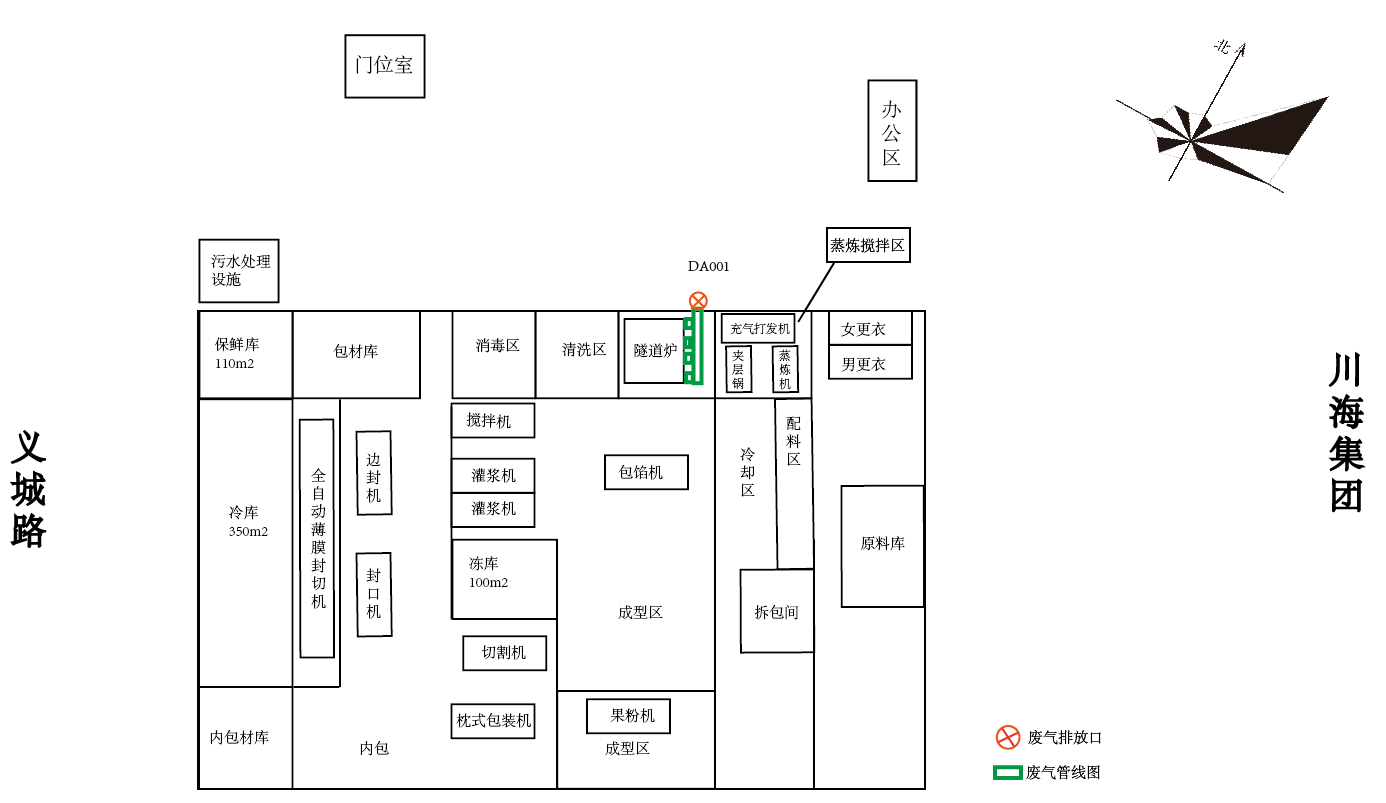 门位室
办公区
北
蒸炼搅拌区
污水处理
设施
DA001
保鲜库
110m2
包材库
消毒区
清洗区
隧道炉
充气打发机
夹层锅
蒸炼机
女更衣
男更衣
搅拌机
灌浆机
灌浆机
包馅机
冷却区
配料区
边封机
全自动薄膜封切机
冷库
350m2
封口机
冻库
100m2
成型区
拆包间
原料库
切割机
枕式包装机
果粉机
成型区
内包材库
内包
义城路
川海集团
废气排放口
废气管线图